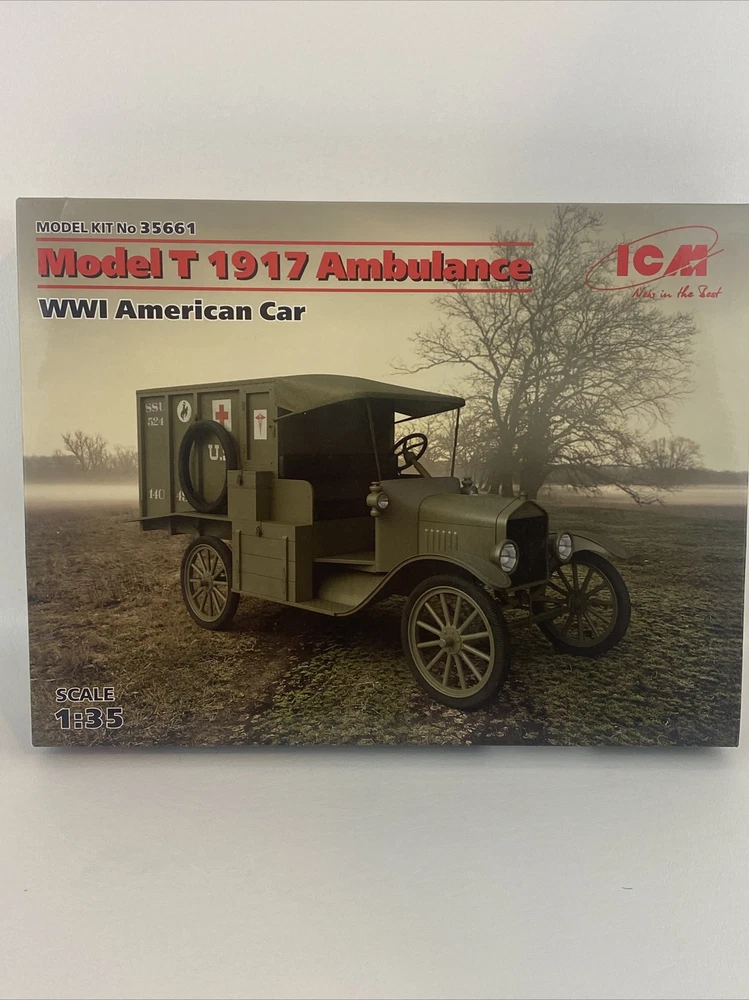 MODEL KIT No 35661
Model T 1917 Ambulance
ICM
New in the Best
WWI American Car
SSU
524
U.S
140
SCALE
1:35